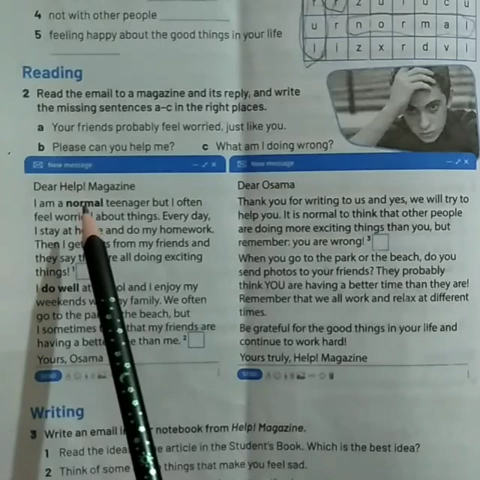 4 not with other people
5 feeling happy about the good things in your life
r r z u l u c u
u r n o r m a l
l i z x r d v l
Reading
2 Read the email to a magazine and its reply, and write
the missing sentences a–c in the right places.
a Your friends probably feel worried, just like you.
b Please can you help me? c What am I doing wrong?
New message
Dear Help! Magazine
I am a normal teenager but I often
feel about things. Every day,
I stay at and do my homework.
Then I get from my friends and
they say all doing exciting
things! 1
I do well at and I enjoy my
weekends my family. We often
go to the the beach, but
I sometimes that my friends are
having a than me. 2
Yours, Osama
SEND
New message
Dear Osama
Thank you for writing to us and yes, we will try to
help you. It is normal to think that other people
are doing more exciting things than you, but
remember: you are wrong! 3
When you go to the park or the beach, do you
send photos to your friends? They probably
think YOU are having a better time than they are!
Remember that we all work and relax at different
times.
Be grateful for the good things in your life and
continue to work hard!
Yours truly, Help! Magazine
SEND
Writing
3 Write an email in notebook from Help! Magazine.
1 Read the article in the Student's Book. Which is the best idea?
2 Think of some things that make you feel sad.